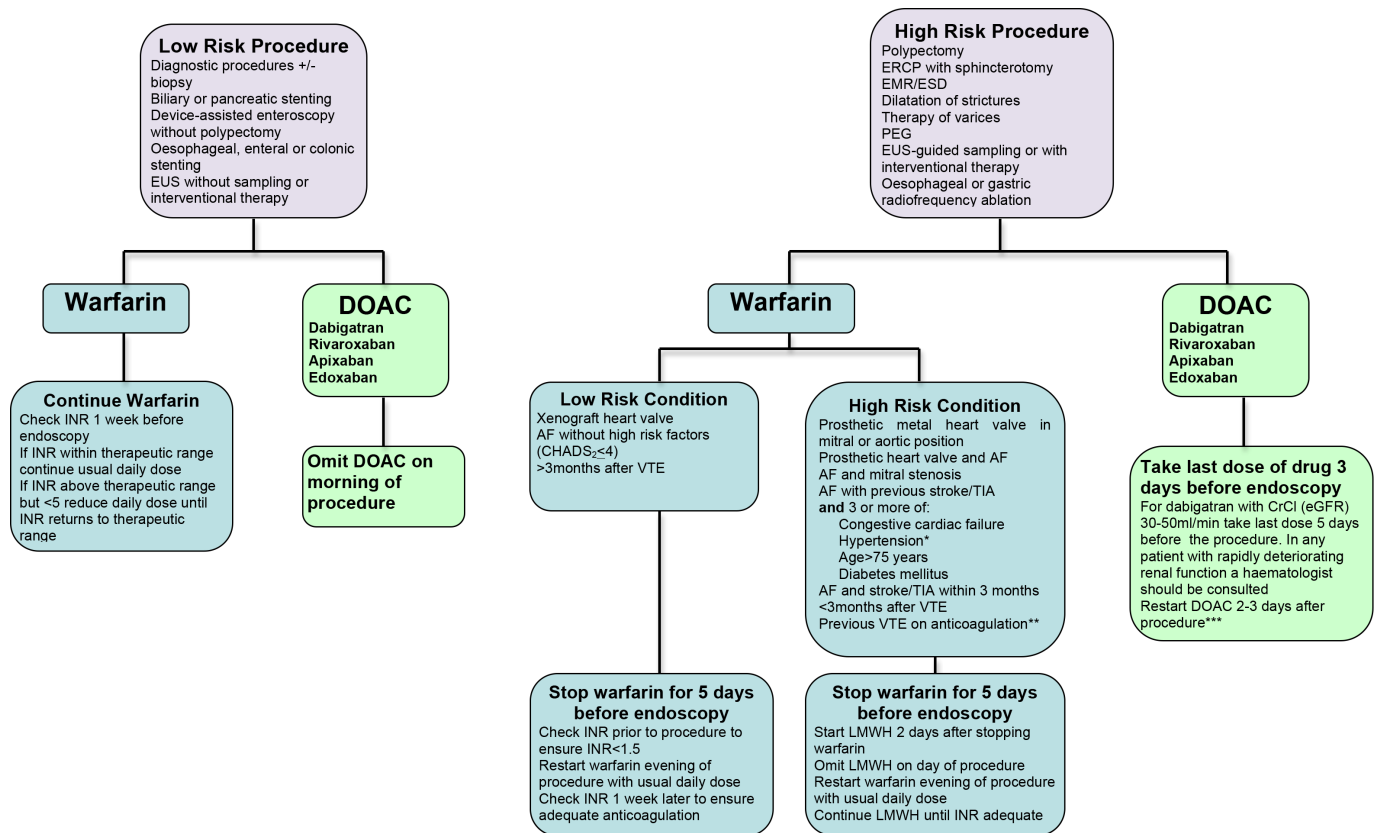 Low Risk Procedure
Diagnostic procedures +/-
biopsy
Biliary or pancreatic stenting
Device-assisted enteroscopy
without polypectomy
Oesophageal, enteral or colonic
stenting
EUS without sampling or
interventional therapy
High Risk Procedure
Polypectomy
ERCP with sphincterotomy
EMR/ESD
Dilatation of strictures
Therapy of varices
PEG
EUS-guided sampling or with
interventional therapy
Oesophageal or gastric
radiofrequency ablation
Warfarin
DOAC
Dabigatran
Rivaroxaban
Apixaban
Edoxaban
Warfarin
DOAC
Dabigatran
Rivaroxaban
Apixaban
Edoxaban
Continue Warfarin
Check INR 1 week before
endoscopy
If INR within therapeutic range
continue usual daily dose
If INR above therapeutic range
but <5 reduce daily dose until
INR returns to therapeutic
range
Omit DOAC on
morning of
procedure
Low Risk Condition
Xenograft heart valve
AF without high risk factors
(CHADS₂<4)
>3months after VTE
High Risk Condition
Prosthetic metal heart valve in
mitral or aortic position
Prosthetic heart valve and AF
AF and mitral stenosis
AF with previous stroke/TIA
and 3 or more of:
Congestive cardiac failure
Hypertension*
Age>75 years
Diabetes mellitus
AF and stroke/TIA within 3 months
<3months after VTE
Previous VTE on anticoagulation**
Take last dose of drug 3
days before endoscopy
For dabigatran with CrCl (eGFR)
30-50ml/min take last dose 5 days
before the procedure. In any
patient with rapidly deteriorating
renal function a haematologist
should be consulted
Restart DOAC 2-3 days after
procedure***
Stop warfarin for 5 days
before endoscopy
Check INR prior to procedure to
ensure INR<1.5
Restart warfarin evening of
procedure with usual daily dose
Check INR 1 week later to ensure
adequate anticoagulation
Stop warfarin for 5 days
before endoscopy
Start LMWH 2 days after stopping
warfarin
Omit LMWH on day of procedure
Restart warfarin evening of procedure
with usual daily dose
Continue LMWH until INR adequate